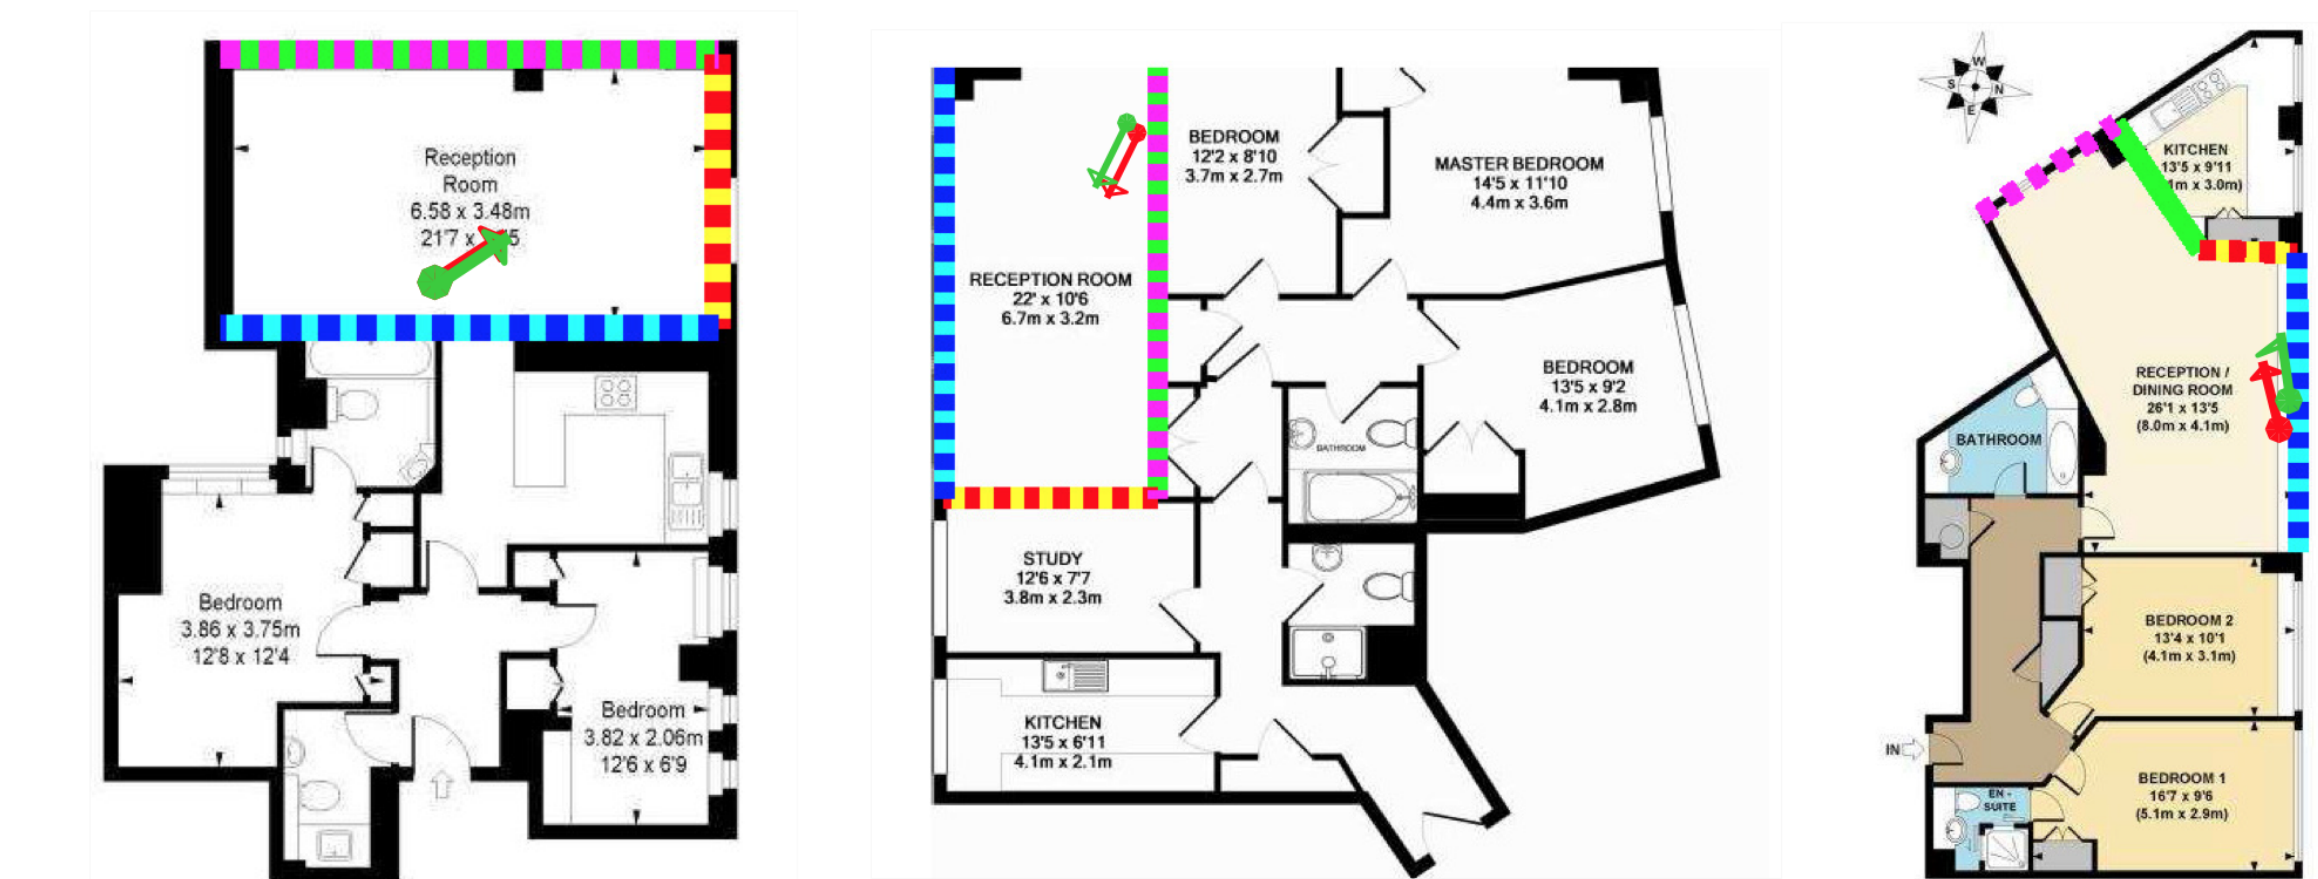 Reception
Room
6.58 x 3.48m
21'7 x
Bedroom
3.86 x 3.75m
12'8 x 12'4
Bedroom
3.82 x 2.06m
12'6 x 6'9
BEDROOM
12'2 x 8'10
3.7m x 2.7m
MASTER BEDROOM
14'5 x 11'10
4.4m x 3.6m
RECEPTION ROOM
22' x 10'6
6.7m x 3.2m
BEDROOM
13'5 x 9'2
4.1m x 2.8m
BATHROOM
STUDY
12'6 x 7'7
3.8m x 2.3m
KITCHEN
13'5 x 6'11
4.1m x 2.1m
W
S N
E
KITCHEN
13'5 x 9'11
1m x 3.0m)
RECEPTION /
DINING ROOM
26'1 x 13'5
(8.0m x 4.1m)
BATHROOM
BEDROOM 2
13'4 x 10'1
(4.1m x 3.1m)
IN
BEDROOM 1
16'7 x 9'6
(5.1m x 2.9m)
EN -
SUITE